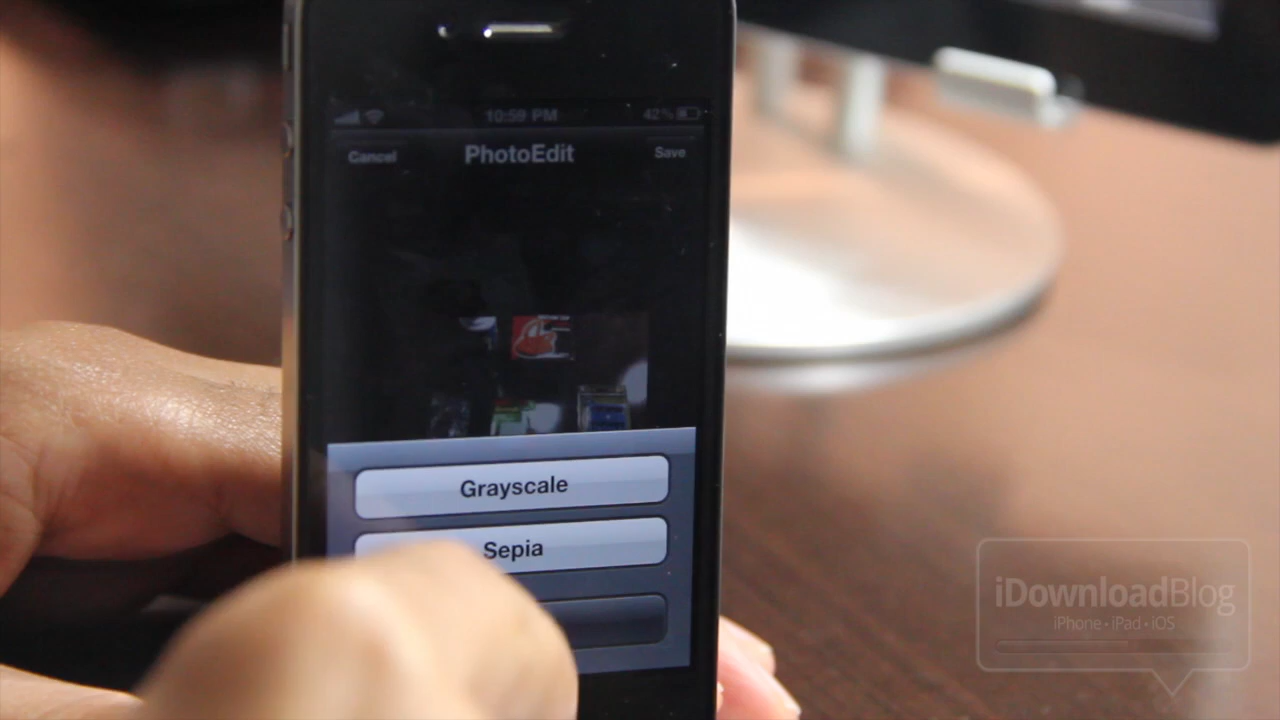 10:59 PM 42%
Cancel PhotoEdit Save
Grayscale
Sepia
iDownloadBlog
iPhone • iPad • iOS